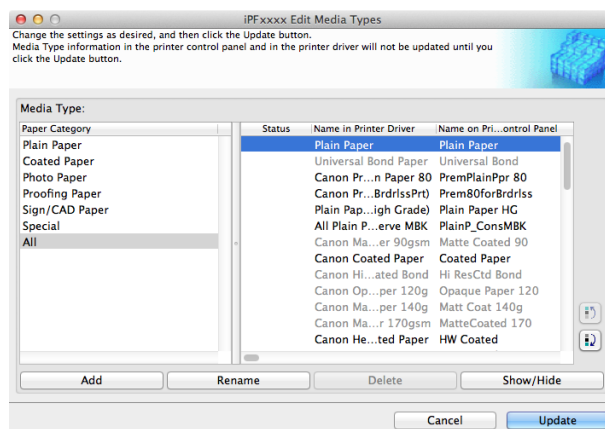 iPFxxxx Edit Media Types
Change the settings as desired, and then click the Update button.
Media Type information in the printer control panel and in the printer driver will not be updated until you
click the Update button.
Media Type:
Paper Category
Plain Paper
Coated Paper
Photo Paper
Proofing Paper
Sign/CAD Paper
Special
All
Status Name in Printer Driver Name on Pri...ontrol Panel
Plain Paper Plain Paper
Universal Bond Paper Universal Bond
Canon Pr...n Paper 80 PremPlainPpr 80
Canon Pr...BrdrlssPrt) Prem80forBrdrlss
Plain Pap...igh Grade) Plain Paper HG
All Plain P...erve MBK PlainP_ConsMBK
Canon Ma...er 90gsm Matte Coated 90
Canon Coated Paper Coated Paper
Canon Hi...ated Bond Hi ResCtd Bond
Canon Op...per 120g Opaque Paper 120
Canon Ma...per 140g Matt Coat 140g
Canon Ma...r 170gsm MatteCoated 170
Canon He...ted Paper HW Coated
Add Rename Delete Show/Hide
Cancel Update